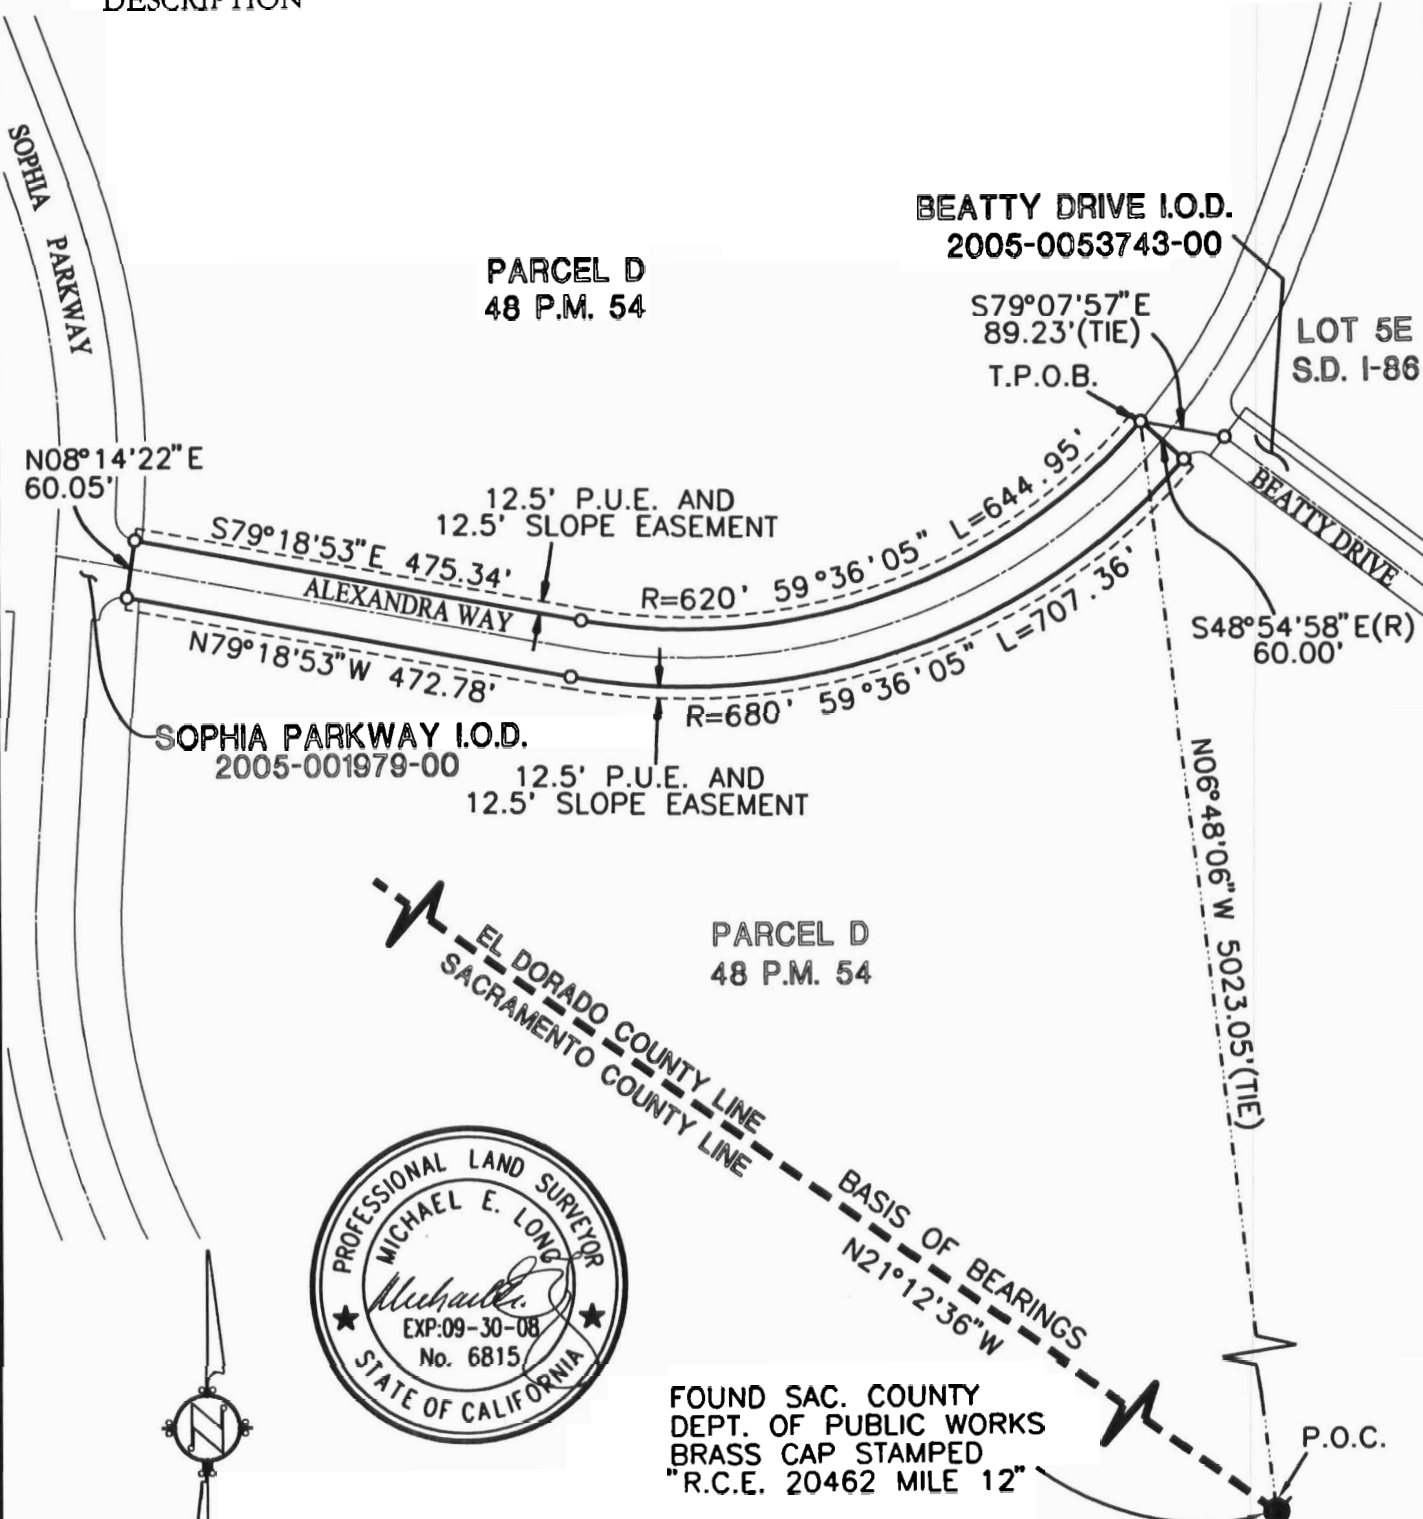 DESCRIPTION
SOPHIA PARKWAY
BEATTY DRIVE I.O.D.
2005-0053743-00
PARCEL D
48 P.M. 54
S79°07'57"E
89.23'(TIE)
T.P.O.B.
LOT 5E
S.D. I-86
N08°14'22"E
60.05'
12.5' P.U.E. AND
12.5' SLOPE EASEMENT
S79°18'53"E 475.34'
ALEXANDRA WAY
R=620' 59°36'05" L=644.95'
BEATTY DRIVE
N79°18'53"W 472.78'
R=680' 59°36'05" L=707.36'
S48°54'58"E(R)
60.00'
SOPHIA PARKWAY I.O.D.
2005-001979-00
12.5' P.U.E. AND
12.5' SLOPE EASEMENT
N06°48'06"W 5023.05'(TIE)
PARCEL D
48 P.M. 54
EL DORADO COUNTY LINE
SACRAMENTO COUNTY LINE
BASIS OF BEARINGS
N21°12'36"W
PROFESSIONAL LAND SURVEYOR
MICHAEL E. LONG
EXP:09-30-08
No. 6815
STATE OF CALIFORNIA
N
FOUND SAC. COUNTY
DEPT. OF PUBLIC WORKS
BRASS CAP STAMPED
"R.C.E. 20462 MILE 12"
P.O.C.